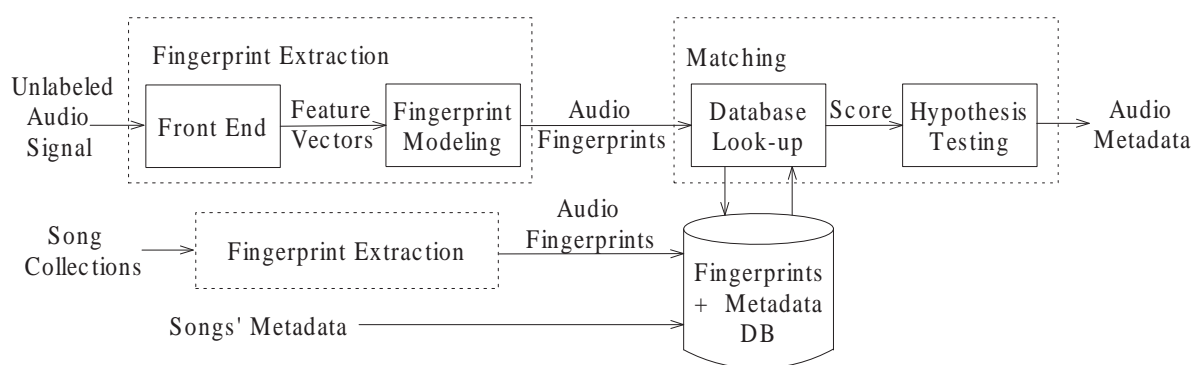 Fingerprint Extraction
Matching
Unlabeled
Audio
Signal
Front End
Feature
Vectors
Fingerprint
Modeling
Audio
Fingerprints
Database
Look-up
Score
Hypothesis
Testing
Audio
Metadata
Song
Collections
Fingerprint Extraction
Audio
Fingerprints
Fingerprints
+ Metadata
DB
Songs' Metadata